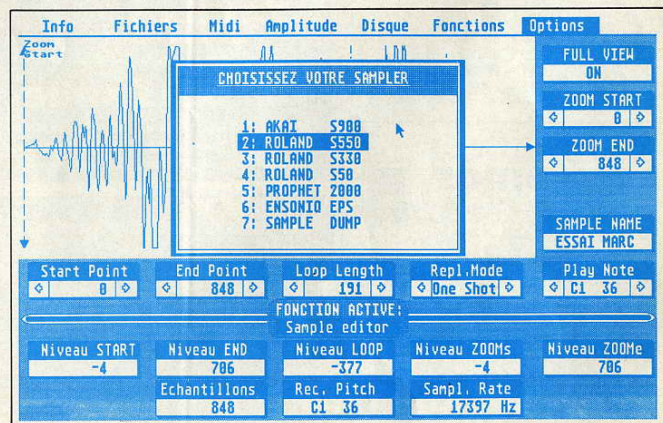 Info Fichiers Midi Amplitude Disque Fonctions Options
Zoom
Start
CHOISISSEZ VOTRE SAMPLER
1: AKAI S900
2: ROLAND S550
3: ROLAND S330
4: ROLAND S50
5: PROPHET 2000
6: ENSONIQ EPS
7: SAMPLE DUMP
FULL VIEW
ON
ZOOM START
0
ZOOM END
848
SAMPLE NAME
ESSAI MARC
Start Point End Point Loop Length Repl.Mode Play Note
0 848 191 One Shot C1 36
FONCTION ACTIVE:
Sample editor
Niveau START Niveau END Niveau LOOP Niveau ZOOMs Niveau ZOOMe
-4 706 -377 -4 706
Echantillons Rec. Pitch Sampl. Rate
848 C1 36 17397 Hz